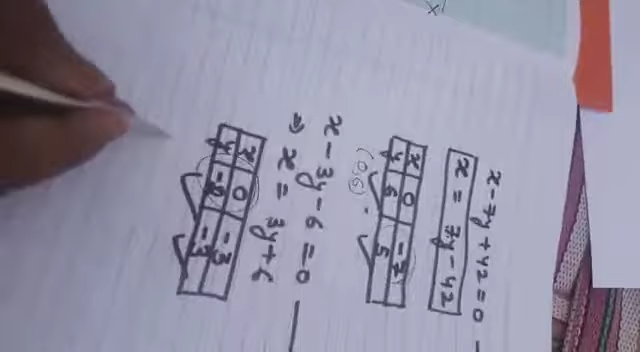 x - 7y + 42 = 0
x = 7y - 42
x 0 -7
y 6 5
(0,6)
x - 3y - 6 = 0
⇒ x = 3y + 6
x 0 -3
y -2 -3